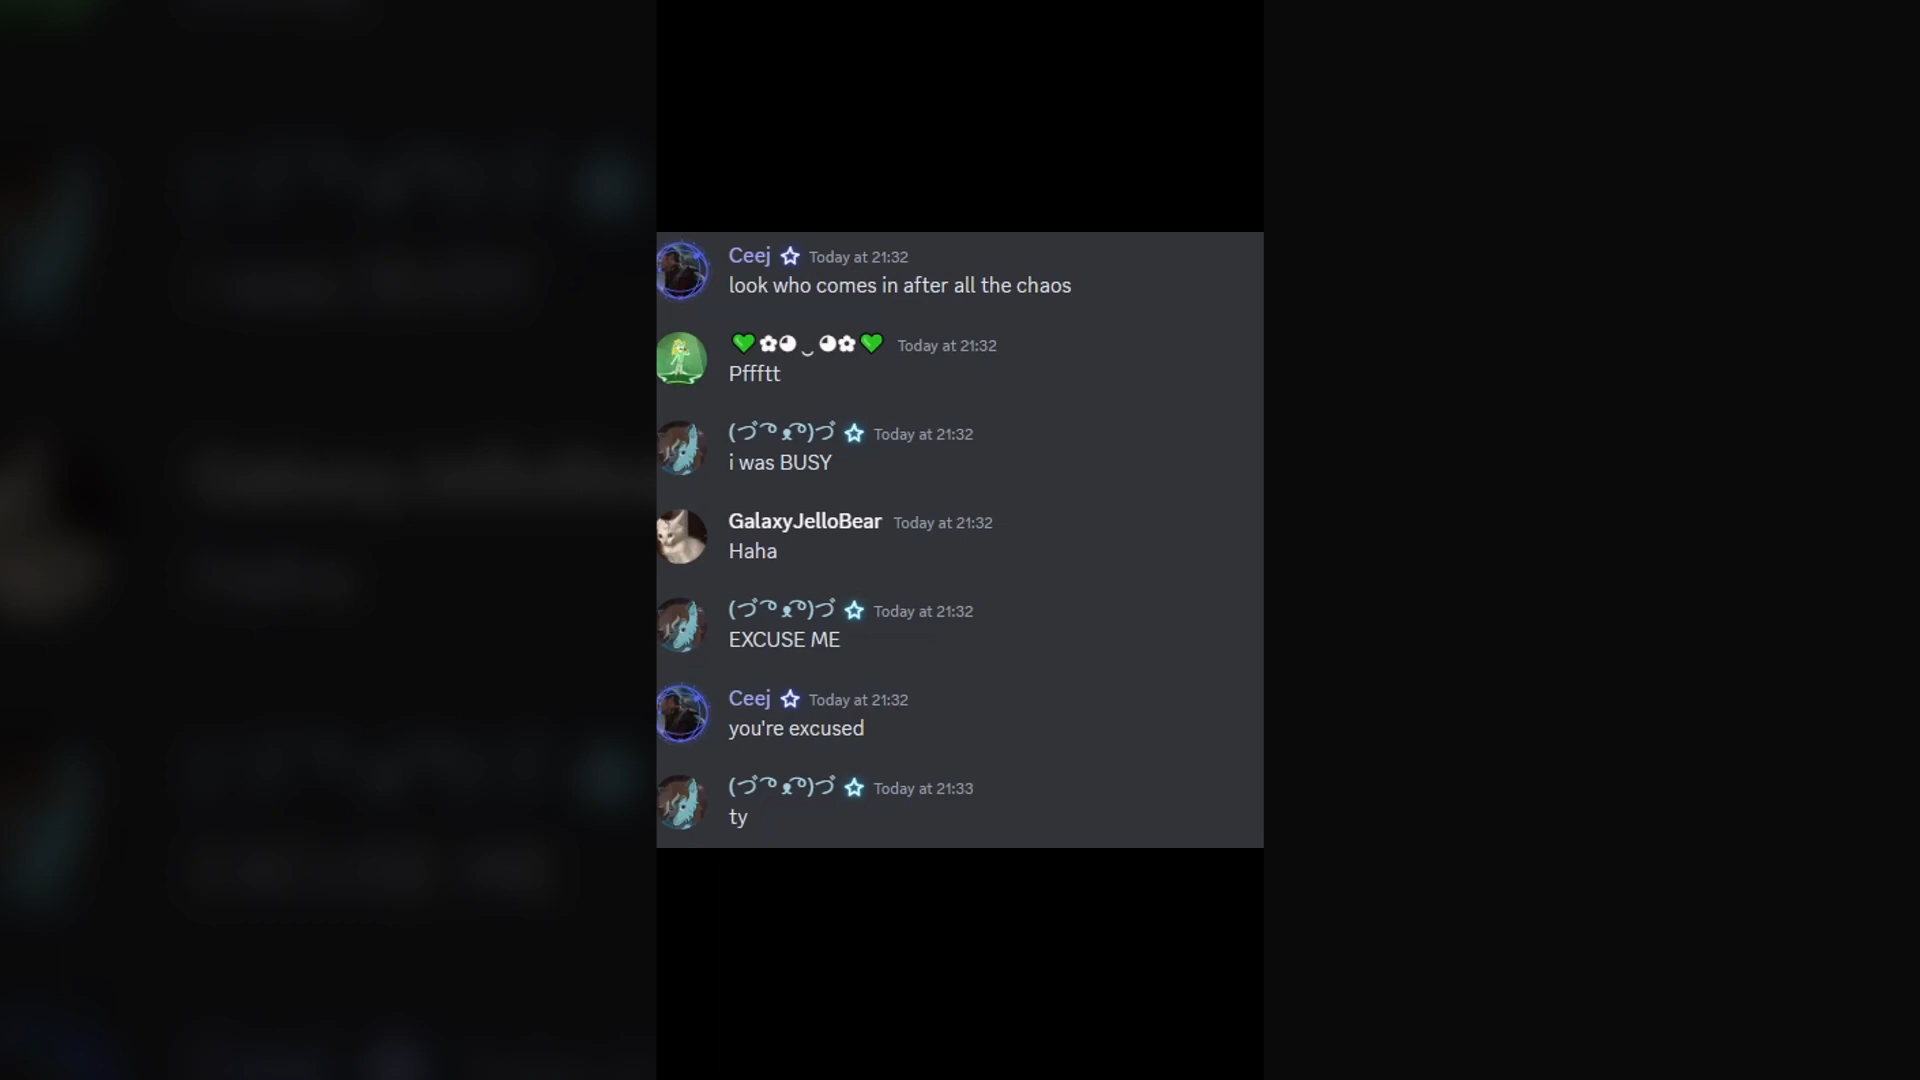 Ceej Today at 21:32
look who comes in after all the chaos
💚✿◕ ‿ ◕✿💚 Today at 21:32
Pffftt
(づ ͡° ᴥ ͡°)づ Today at 21:32
i was BUSY
GalaxyJelloBear Today at 21:32
Haha
(づ ͡° ᴥ ͡°)づ Today at 21:32
EXCUSE ME
Ceej Today at 21:32
you're excused
(づ ͡° ᴥ ͡°)づ Today at 21:33
ty